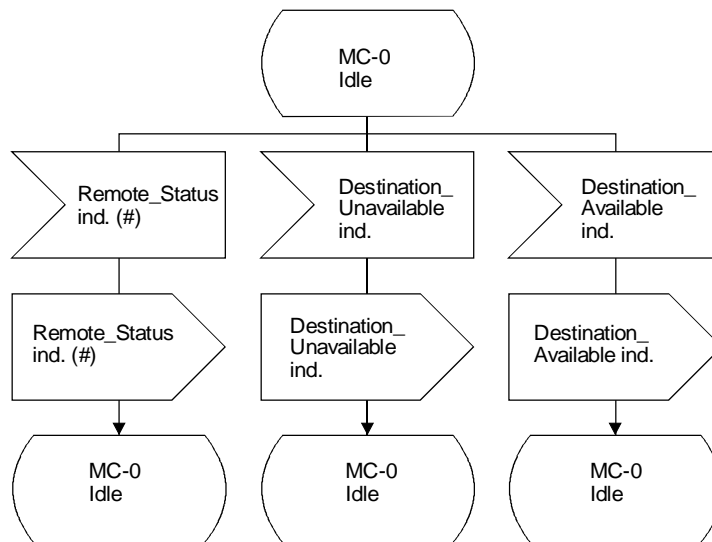 MC-0
Idle
Remote_Status
ind. (#)
Destination_
Unavailable
ind.
Destination_
Available
ind.
Remote_Status
ind. (#)
Destination_
Unavailable
ind.
Destination_
Available ind.
MC-0
Idle
MC-0
Idle
MC-0
Idle